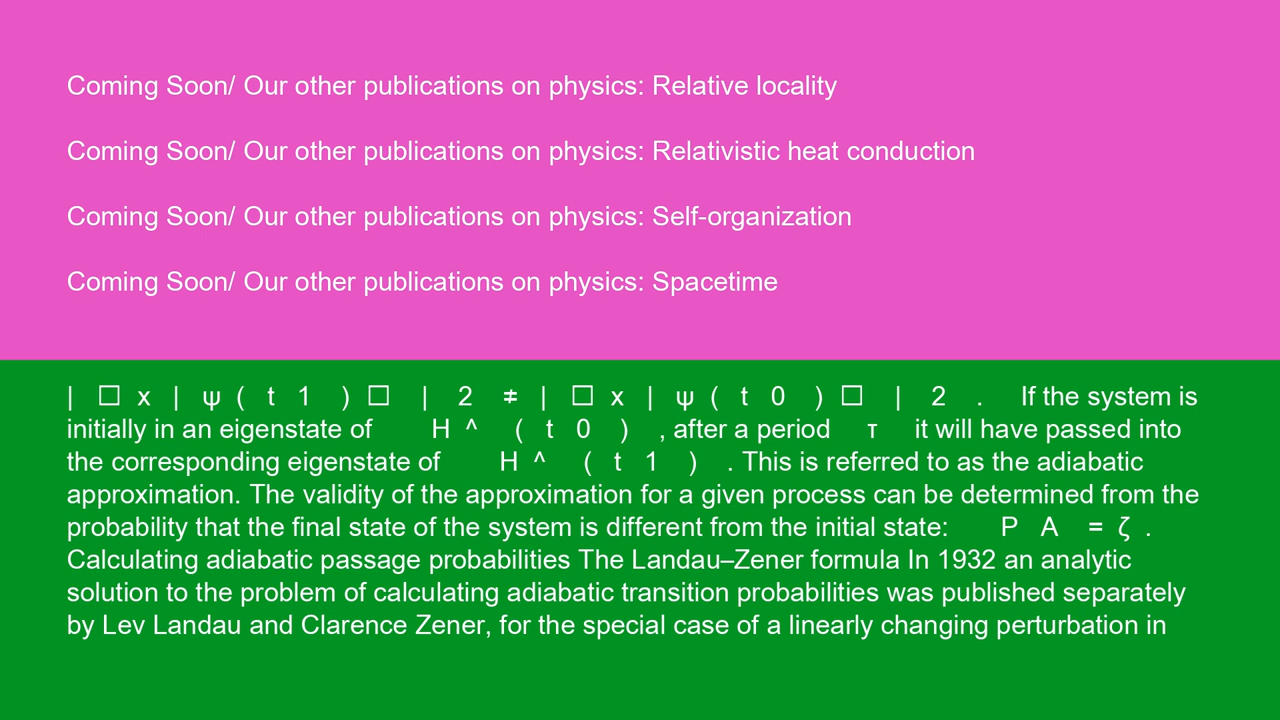 Coming Soon/ Our other publications on physics: Relative locality
Coming Soon/ Our other publications on physics: Relativistic heat conduction
Coming Soon/ Our other publications on physics: Self-organization
Coming Soon/ Our other publications on physics: Spacetime
| □ x | ψ ( t 1 ) □ | 2 ≠ | □ x | ψ ( t 0 ) □ | 2 . If the system is
initially in an eigenstate of H ^ ( t 0 ) , after a period τ it will have passed into
the corresponding eigenstate of H ^ ( t 1 ) . This is referred to as the adiabatic
approximation. The validity of the approximation for a given process can be determined from the
probability that the final state of the system is different from the initial state: P A = ζ .
Calculating adiabatic passage probabilities The Landau–Zener formula In 1932 an analytic
solution to the problem of calculating adiabatic transition probabilities was published separately
by Lev Landau and Clarence Zener, for the special case of a linearly changing perturbation in